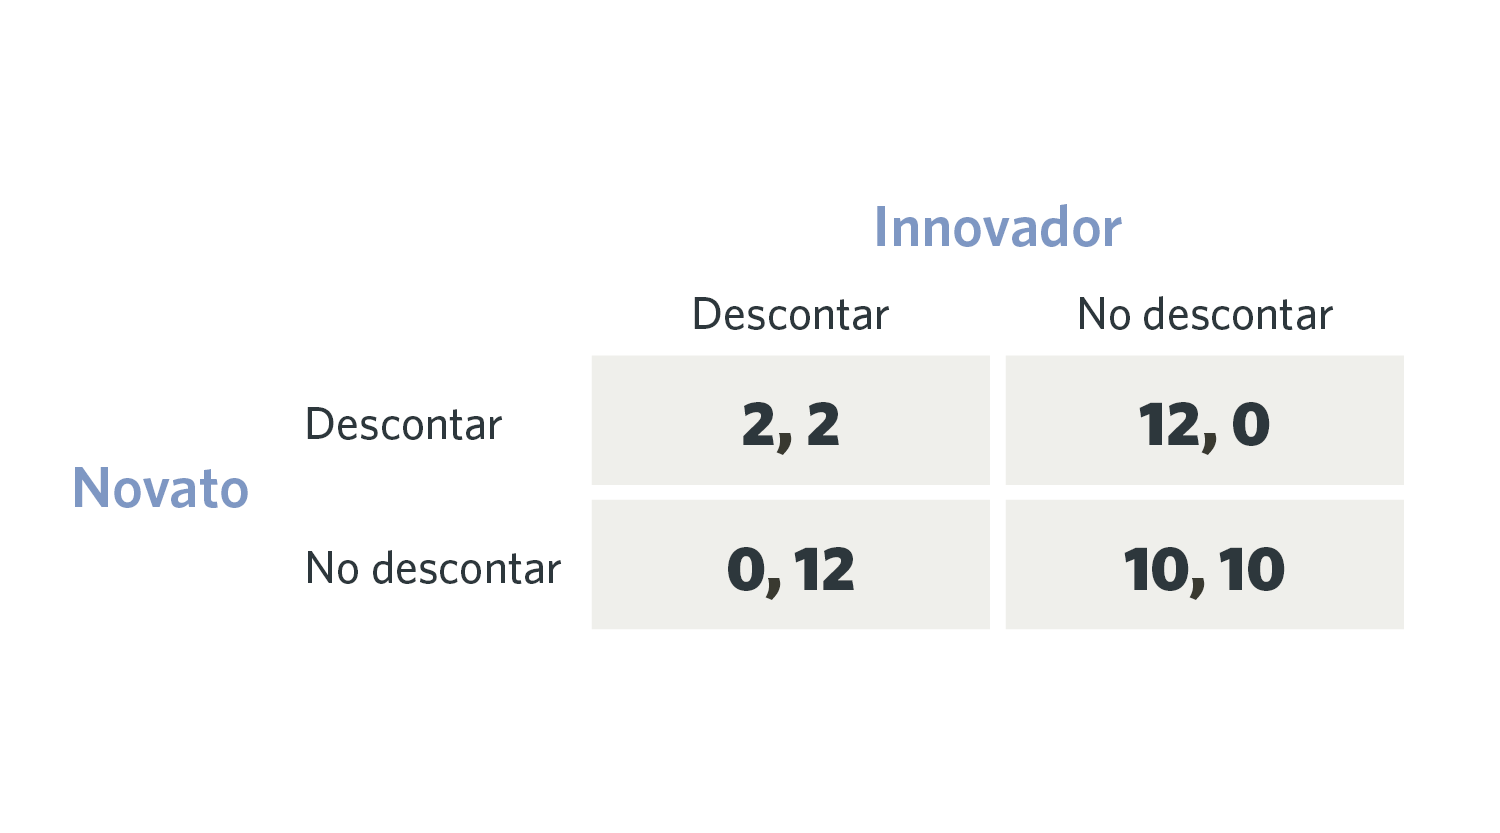 Innovador
Descontar No descontar
Descontar 2, 2 12, 0
Novato
No descontar 0, 12 10, 10